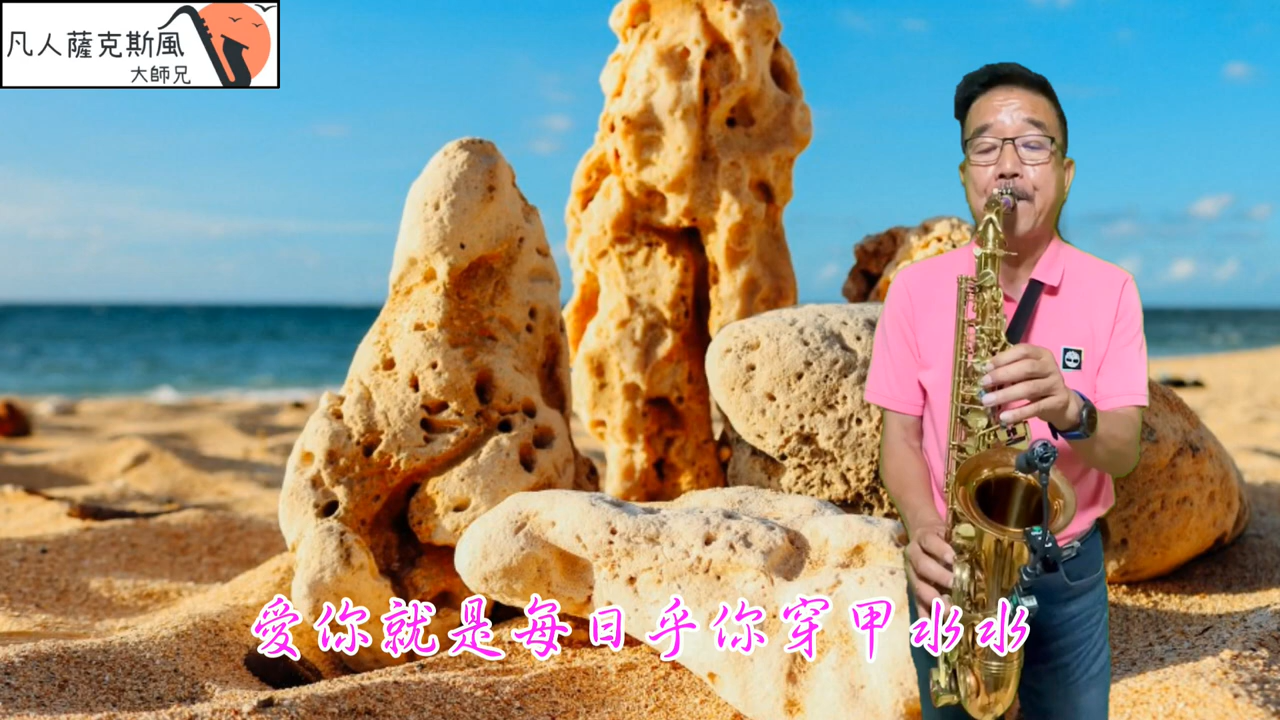 凡人薩克斯風
大師兄
愛你就是每日乎你穿甲水水